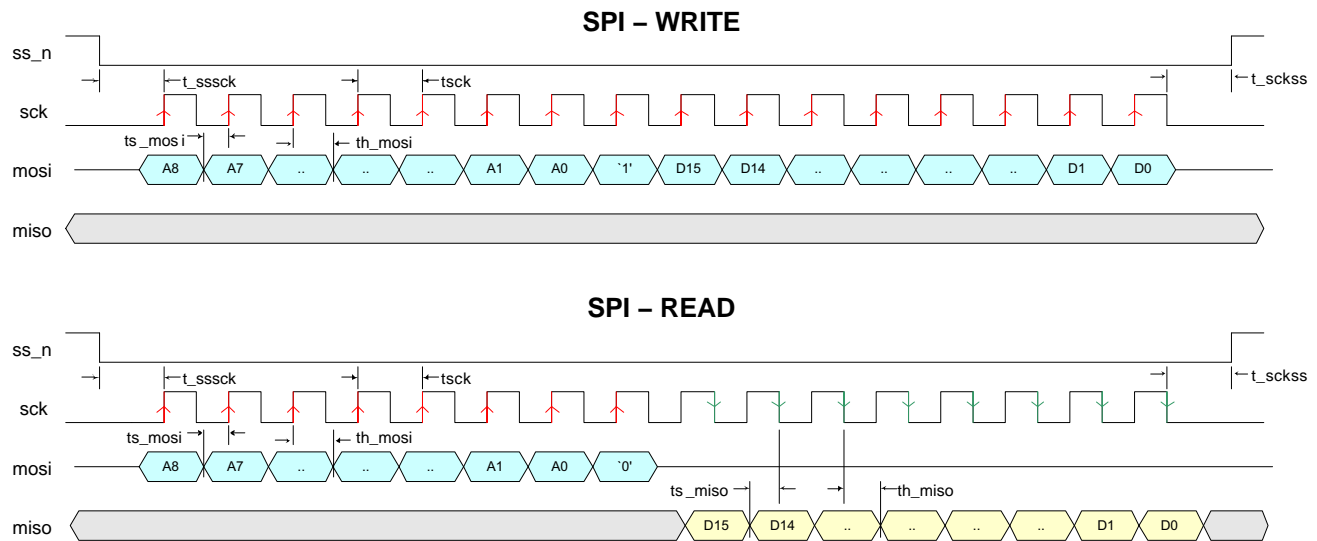 SPI – WRITE
ss_n
t_sssck tsck t_sckss
sck
ts_mosi th_mosi
mosi A8 A7 .. .. .. A1 A0 `1' D15 D14 .. .. .. .. D1 D0
miso
SPI – READ
ss_n
t_sssck tsck t_sckss
sck
ts_mosi th_mosi
mosi A8 A7 .. .. .. A1 A0 `0'
ts_miso th_miso
miso D15 D14 .. .. .. .. D1 D0